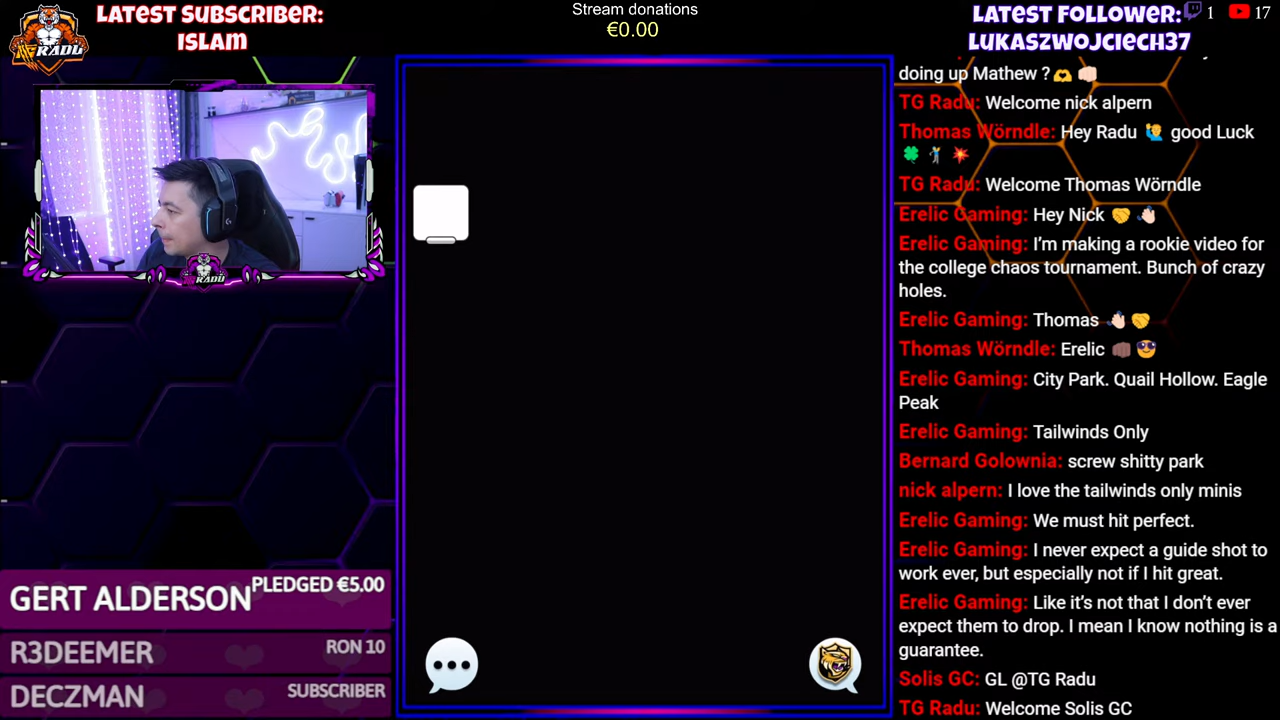 LATEST SUBSCRIBER:
ISLAM
RADU
Stream donations
€0.00
LATEST FOLLOWER:
LUKASZWOJCIECH37
1
17
RADU
GERT ALDERSON
PLEDGED €5.00
R3DEEMER
RON 10
DECZMAN
SUBSCRIBER
doing up Mathew ?🫶👊🏻
TG Radu: Welcome nick alpern
Thomas Wörndle: Hey Radu 🙋‍♂️ good Luck
🍀 🏌️ 💥
TG Radu: Welcome Thomas Wörndle
Erelic Gaming: Hey Nick 🤝 👋🏻
Erelic Gaming: I’m making a rookie video for
the college chaos tournament. Bunch of crazy
holes.
Erelic Gaming: Thomas 👋🏻 🤝
Thomas Wörndle: Erelic 👊🏾 😎
Erelic Gaming: City Park. Quail Hollow. Eagle
Peak
Erelic Gaming: Tailwinds Only
Bernard Golownia: screw shitty park
nick alpern: I love the tailwinds only minis
Erelic Gaming: We must hit perfect.
Erelic Gaming: I never expect a guide shot to
work ever, but especially not if I hit great.
Erelic Gaming: Like it’s not that I don’t ever
expect them to drop. I mean I know nothing is a
guarantee.
Solis GC: GL @TG Radu
TG Radu: Welcome Solis GC